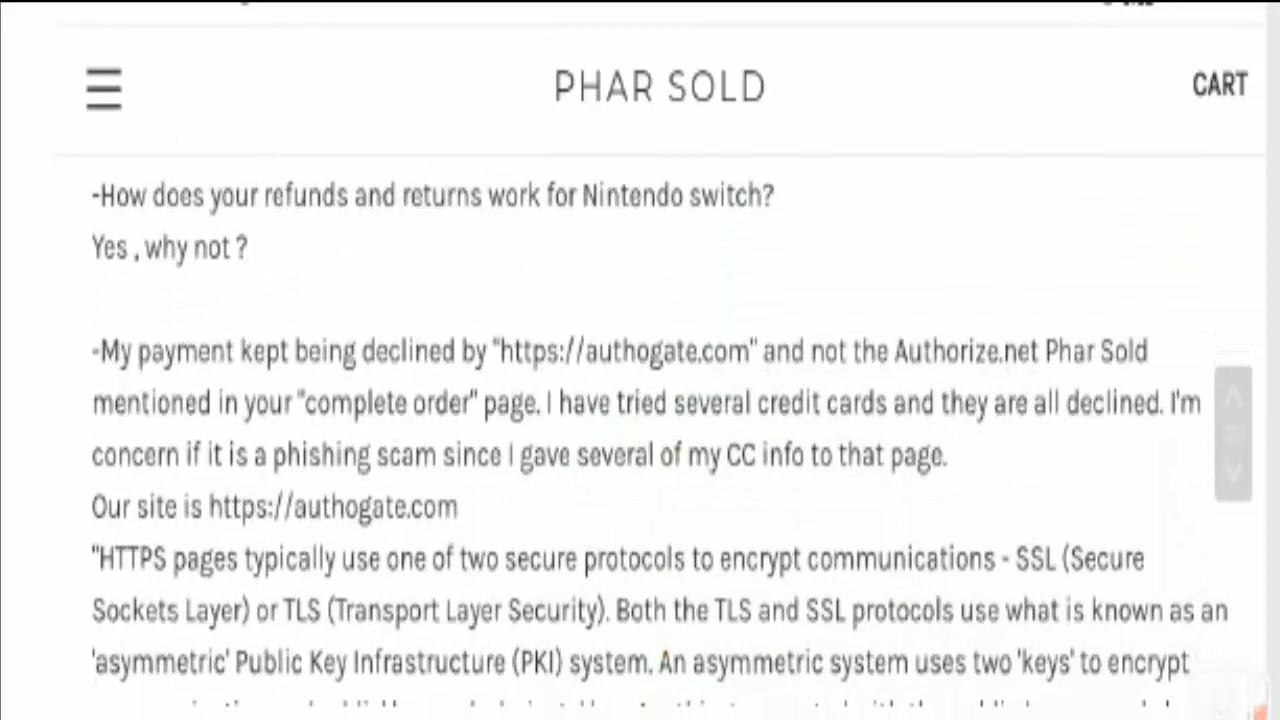 PHAR SOLD
CART
-How does your refunds and returns work for Nintendo switch?
Yes , why not ?
-My payment kept being declined by "https://authogate.com" and not the Authorize.net Phar Sold
mentioned in your "complete order" page. I have tried several credit cards and they are all declined. I'm
concern if it is a phishing scam since I gave several of my CC info to that page.
Our site is https://authogate.com
"HTTPS pages typically use one of two secure protocols to encrypt communications - SSL (Secure
Sockets Layer) or TLS (Transport Layer Security). Both the TLS and SSL protocols use what is known as an
'asymmetric' Public Key Infrastructure (PKI) system. An asymmetric system uses two 'keys' to encrypt